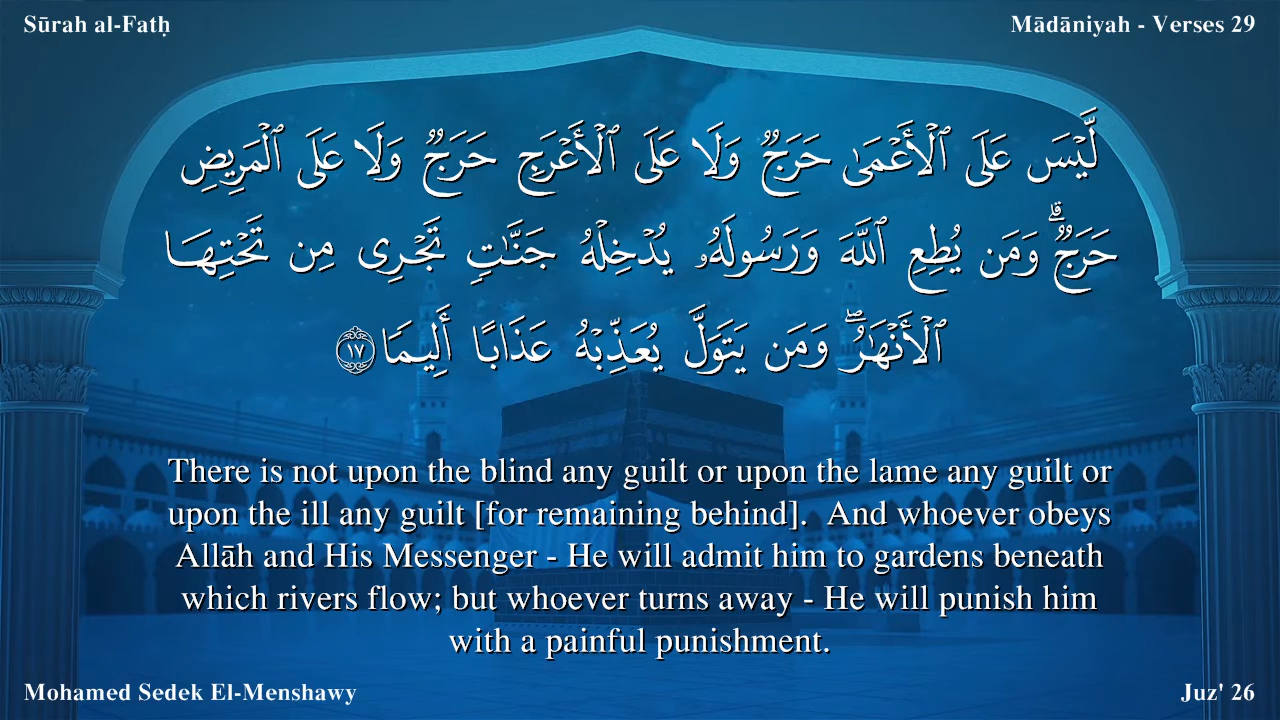 Sūrah al-Fatḥ
Mādāniyah - Verses 29
لَّيْسَ عَلَى ٱلْأَعْمَىٰ حَرَجٌ وَلَا عَلَى ٱلْأَعْرَجِ حَرَجٌ وَلَا عَلَى ٱلْمَرِيضِ
حَرَجٌ ۗ وَمَن يُطِعِ ٱللَّهَ وَرَسُولَهُۥ يُدْخِلْهُ جَنَّـٰتٍ تَجْرِى مِن تَحْتِهَا
ٱلْأَنْهَـٰرُ ۖ وَمَن يَتَوَلَّ يُعَذِّبْهُ عَذَابًا أَلِيمًا ١٧
There is not upon the blind any guilt or upon the lame any guilt or
upon the ill any guilt [for remaining behind].  And whoever obeys
Allāh and His Messenger - He will admit him to gardens beneath
which rivers flow; but whoever turns away - He will punish him
with a painful punishment.
Mohamed Sedek El-Menshawy
Juz' 26